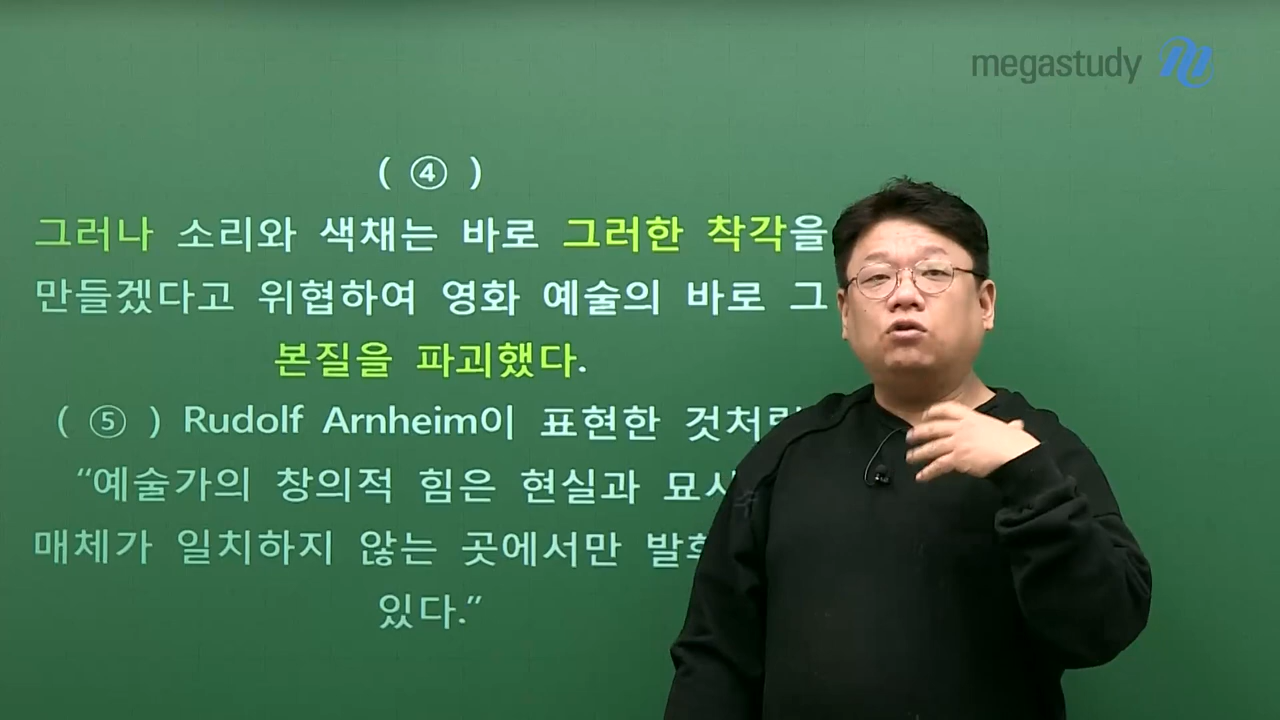 megastudy
( ④ )
그러나 소리와 색채는 바로 그러한 착각을
만들겠다고 위협하여 영화 예술의 바로 그
본질을 파괴했다.
( ⑤ ) Rudolf Arnheim이 표현한 것처럼
“예술가의 창의적 힘은 현실과
매체가 일치하지 않는 곳에서만
있다.”